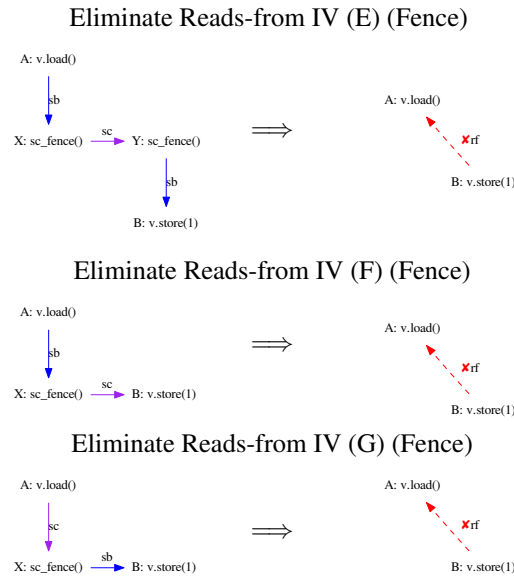 Eliminate Reads-from IV (E) (Fence)
A: v.load()
A: v.load()
sb
sc
X: sc_fence()
Y: sc_fence()
⟹
✘rf
sb
B: v.store(1)
B: v.store(1)
Eliminate Reads-from IV (F) (Fence)
A: v.load()
A: v.load()
sb
⟹
✘rf
sc
X: sc_fence()
B: v.store(1)
B: v.store(1)
Eliminate Reads-from IV (G) (Fence)
A: v.load()
A: v.load()
sc
⟹
✘rf
sb
X: sc_fence()
B: v.store(1)
B: v.store(1)